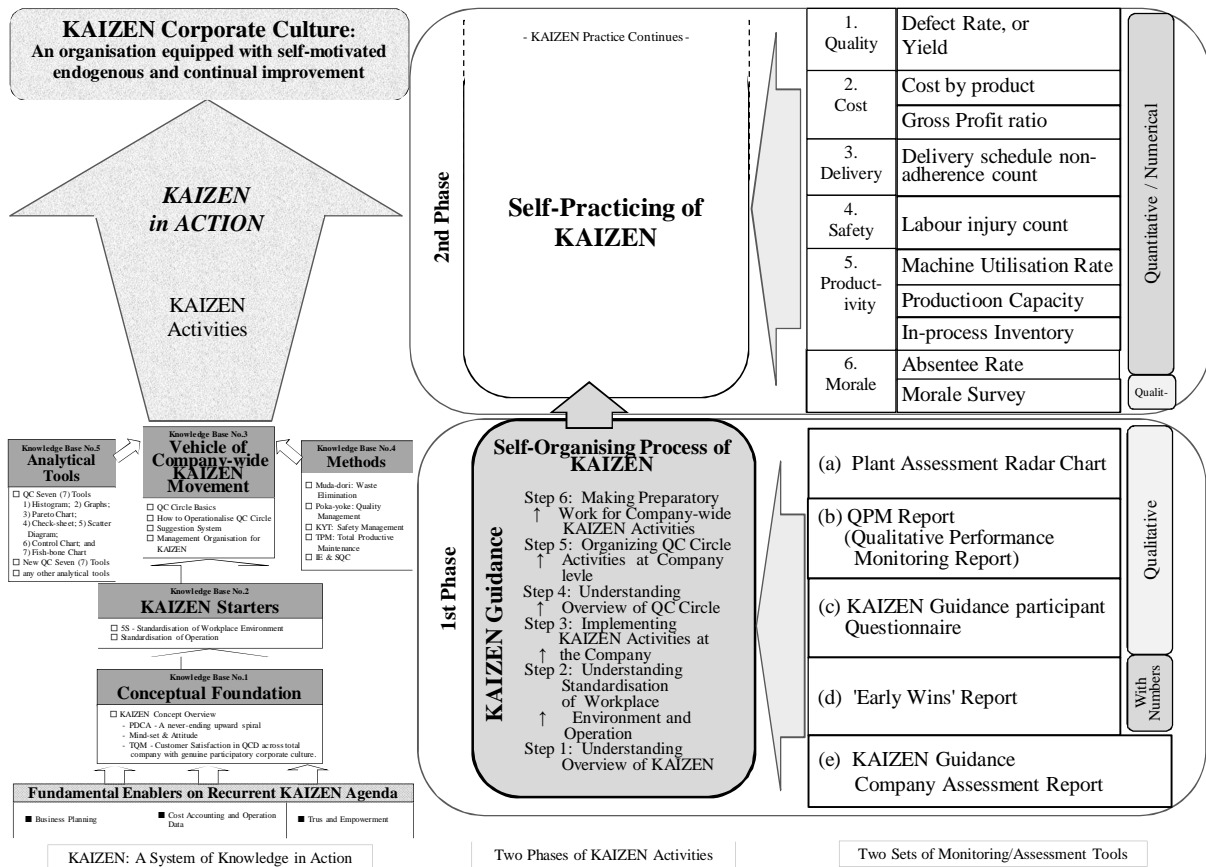 KAIZEN Corporate Culture:
An organisation equipped with self-motivated
endogenous and continual improvement
KAIZEN
in ACTION
KAIZEN
Activities
Knowledge Base No.5
Analytical
Tools
☐ QC Seven (7) Tools
1) Histogram; 2) Graphs;
3) Pareto Chart;
4) Check-sheet; 5) Scatter
Diagram;
6) Control Chart; and
7) Fish-bone Chart
☐ New QC Seven (7) Tools
☐ any other analytical tools
Knowledge Base No.3
Vehicle of
Company-wide
KAIZEN
Movement
☐ QC Circle Basics
☐ How to Operationalise QC Circle
☐ Suggestion System
☐ Management Organisation for
KAIZEN
Knowledge Base No.4
Methods
☐ Muda-dori: Waste
Elimination
☐ Poka-yoke: Quality
Management
☐ KYT: Safety Management
☐ TPM: Total Productive
Maintenance
☐ IE & SQC
Knowledge Base No.2
KAIZEN Starters
☐ 5S - Standardisation of Workplace Environment
☐ Standardisation of Operation
Knowledge Base No.1
Conceptual Foundation
☐ KAIZEN Concept Overview
- PDCA - A never-ending upward spiral
- Mind-set & Attitude
- TQM - Customer Satisfaction in QCD across total
company with genuine participatory corporate culture.
Fundamental Enablers on Recurrent KAIZEN Agenda
■ Business Planning
■ Cost Accounting and Operation
Data
■ Trus and Empowerment
KAIZEN: A System of Knowledge in Action
2nd Phase
- KAIZEN Practice Continues -
Self-Practicing of
KAIZEN
1st Phase
KAIZEN Guidance
Self-Organising Process of
KAIZEN
Step 6: Making Preparatory
↑ Work for Company-wide
KAIZEN Activities
Step 5: Organizing QC Circle
↑ Activities at Company
levle
Step 4: Understanding
↑ Overview of QC Circle
Step 3: Implementing
KAIZEN Activities at
↑ the Company
Step 2: Understanding
Standardisation
of Workplace
↑ Environment and
Operation
Step 1: Understanding
Overview of KAIZEN
Two Phases of KAIZEN Activities
1.
Quality
Defect Rate, or
Yield
2.
Cost
Cost by product
Gross Profit ratio
3.
Delivery
Delivery schedule non-
adherence count
4.
Safety
Labour injury count
5.
Product-
ivity
Machine Utilisation Rate
Productioon Capacity
In-process Inventory
6.
Morale
Absentee Rate
Morale Survey
Quantitative / Numerical
Qualit-
(a) Plant Assessment Radar Chart
(b) QPM Report
(Qualitative Performance
Monitoring Report)
(c) KAIZEN Guidance participant
Questionnaire
(d) 'Early Wins' Report
(e) KAIZEN Guidance
Company Assessment Report
Qualitative
With
Numbers
Two Sets of Monitoring/Assessment Tools